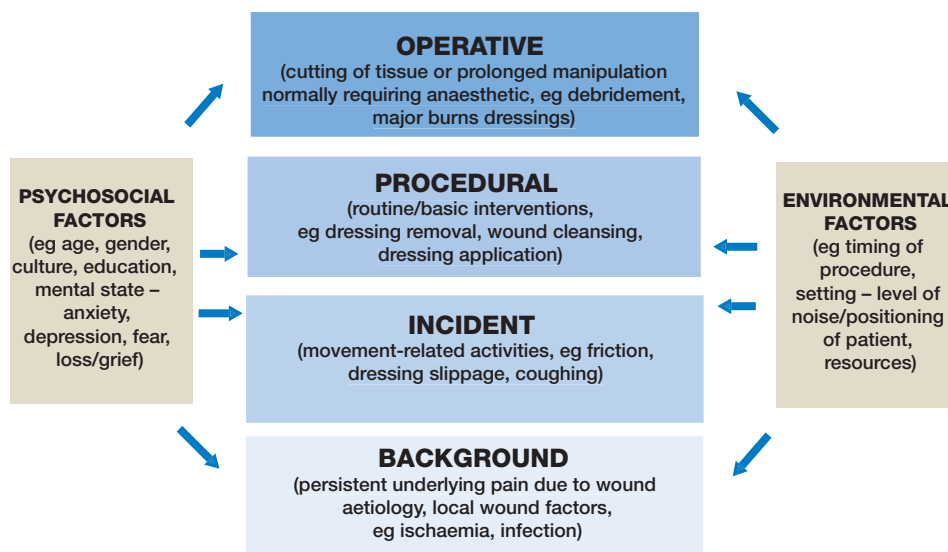 OPERATIVE
(cutting of tissue or prolonged manipulation
normally requiring anaesthetic, eg debridement,
major burns dressings)
PSYCHOSOCIAL
FACTORS
(eg age, gender,
culture, education,
mental state –
anxiety,
depression, fear,
loss/grief)
PROCEDURAL
(routine/basic interventions,
eg dressing removal, wound cleansing,
dressing application)
ENVIRONMENTAL
FACTORS
(eg timing of
procedure,
setting – level of
noise/positioning
of patient,
resources)
INCIDENT
(movement-related activities, eg friction,
dressing slippage, coughing)
BACKGROUND
(persistent underlying pain due to wound
aetiology, local wound factors,
eg ischaemia, infection)